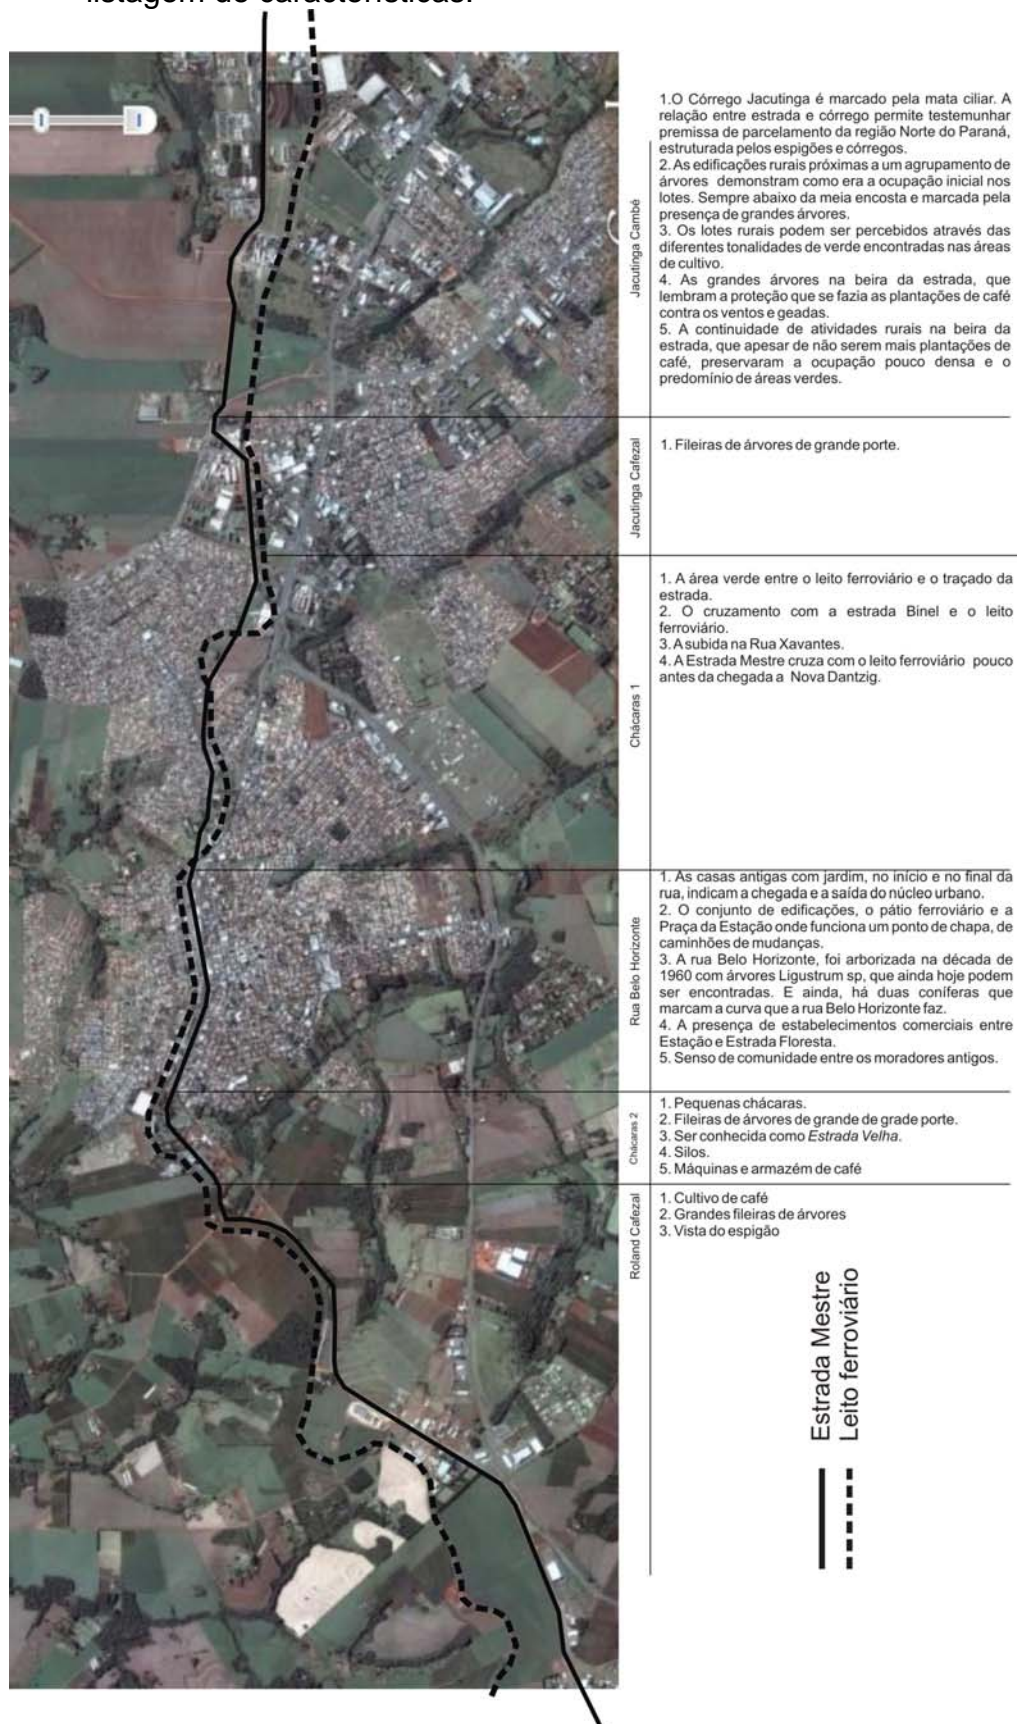 listagem de características.
Jacutinga Cambé
1.O Córrego Jacutinga é marcado pela mata ciliar. A
relação entre estrada e córrego permite testemunhar
premissa de parcelamento da região Norte do Paraná,
estruturada pelos espigões e córregos.
2. As edificações rurais próximas a um agrupamento de
árvores demonstram como era a ocupação inicial nos
lotes. Sempre abaixo da meia encosta e marcada pela
presença de grandes árvores.
3. Os lotes rurais podem ser percebidos através das
diferentes tonalidades de verde encontradas nas áreas
de cultivo.
4. As grandes árvores na beira da estrada, que
lembram a proteção que se fazia as plantações de café
contra os ventos e geadas.
5. A continuidade de atividades rurais na beira da
estrada, que apesar de não serem mais plantações de
café, preservaram a ocupação pouco densa e o
predomínio de áreas verdes.
Jacutinga Cafezal
1. Fileiras de árvores de grande porte.
Chácaras 1
1. A área verde entre o leito ferroviário e o traçado da
estrada.
2. O cruzamento com a estrada Binel e o leito
ferroviário.
3. A subida na Rua Xavantes.
4. A Estrada Mestre cruza com o leito ferroviário pouco
antes da chegada a Nova Dantzig.
Rua Belo Horizonte
1. As casas antigas com jardim, no início e no final da
rua, indicam a chegada e a saída do núcleo urbano.
2. O conjunto de edificações, o pátio ferroviário e a
Praça da Estação onde funciona um ponto de chapa, de
caminhões de mudanças.
3. A rua Belo Horizonte, foi arborizada na década de
1960 com árvores Ligustrum sp, que ainda hoje podem
ser encontradas. E ainda, há duas coníferas que
marcam a curva que a rua Belo Horizonte faz.
4. A presença de estabelecimentos comerciais entre
Estação e Estrada Floresta.
5. Senso de comunidade entre os moradores antigos.
Chácaras 2
1. Pequenas chácaras.
2. Fileiras de árvores de grande de grade porte.
3. Ser conhecida como Estrada Velha.
4. Silos.
5. Máquinas e armazém de café
Roland Cafezal
1. Cultivo de café
2. Grandes fileiras de árvores
3. Vista do espigão
Estrada Mestre
Leito ferroviário